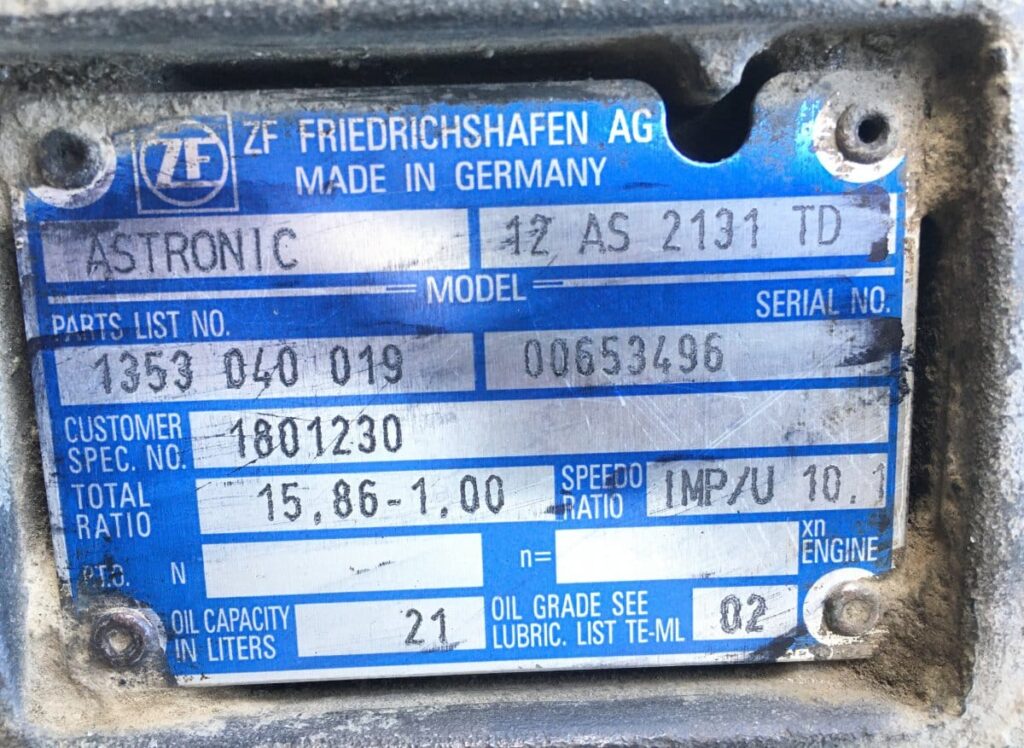 ZF
ZF FRIEDRICHSHAFEN AG
MADE IN GERMANY
ASTRONIC 12 AS 2131 TD
MODEL
PARTS LIST NO. SERIAL NO.
1353 040 019 00653496
CUSTOMER SPEC. NO. 1801230
TOTAL RATIO 15,86-1,00 SPEEDO RATIO IMP/U 10.1
P.T.O. N n= xn ENGINE
OIL CAPACITY IN LITERS 21 OIL GRADE SEE LUBRIC. LIST TE-ML 02